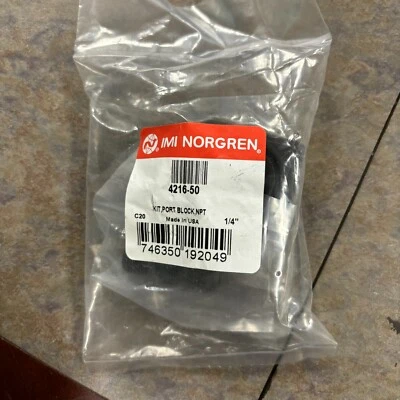 IMI NORGREN®
4216-50
KIT,PORT BLOCK,NPT
C20 Made in USA 1/4"
746350 192049